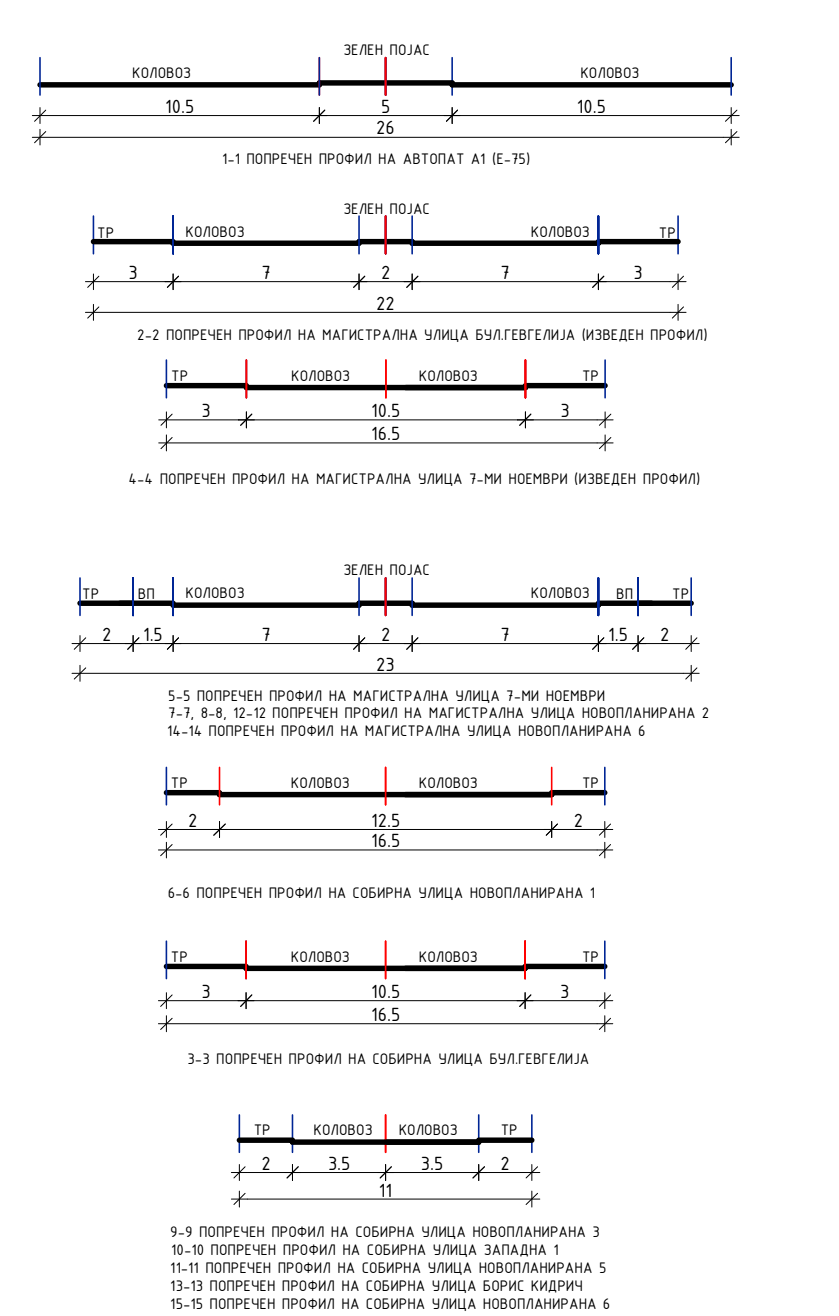 ЗЕЛЕН ПОЈАС
КОЛОВОЗ КОЛОВОЗ
10.5 5 10.5
26
1-1 ПОПРЕЧЕН ПРОФИЛ НА АВТОПАТ А1 (Е-75)
ЗЕЛЕН ПОЈАС
ТР КОЛОВОЗ КОЛОВОЗ ТР
3 7 2 7 3
22
2-2 ПОПРЕЧЕН ПРОФИЛ НА МАГИСТРАЛНА УЛИЦА БУЛ.ГЕВГЕЛИЈА (ИЗВЕДЕН ПРОФИЛ)
ТР КОЛОВОЗ КОЛОВОЗ ТР
3 10.5 3
16.5
4-4 ПОПРЕЧЕН ПРОФИЛ НА МАГИСТРАЛНА УЛИЦА 7-МИ НОЕМВРИ (ИЗВЕДЕН ПРОФИЛ)
ЗЕЛЕН ПОЈАС
ТР ВП КОЛОВОЗ КОЛОВОЗ ВП ТР
2 1.5 7 2 7 1.5 2
23
5-5 ПОПРЕЧЕН ПРОФИЛ НА МАГИСТРАЛНА УЛИЦА 7-МИ НОЕМВРИ
7-7, 8-8, 12-12 ПОПРЕЧЕН ПРОФИЛ НА МАГИСТРАЛНА УЛИЦА НОВОПЛАНИРАНА 2
14-14 ПОПРЕЧЕН ПРОФИЛ НА МАГИСТРАЛНА УЛИЦА НОВОПЛАНИРАНА 6
ТР КОЛОВОЗ КОЛОВОЗ ТР
2 12.5 2
16.5
6-6 ПОПРЕЧЕН ПРОФИЛ НА СОБИРНА УЛИЦА НОВОПЛАНИРАНА 1
ТР КОЛОВОЗ КОЛОВОЗ ТР
3 10.5 3
16.5
3-3 ПОПРЕЧЕН ПРОФИЛ НА СОБИРНА УЛИЦА БУЛ.ГЕВГЕЛИЈА
ТР КОЛОВОЗ КОЛОВОЗ ТР
2 3.5 3.5 2
11
9-9 ПОПРЕЧЕН ПРОФИЛ НА СОБИРНА УЛИЦА НОВОПЛАНИРАНА 3
10-10 ПОПРЕЧЕН ПРОФИЛ НА СОБИРНА УЛИЦА ЗАПАДНА 1
11-11 ПОПРЕЧЕН ПРОФИЛ НА СОБИРНА УЛИЦА НОВОПЛАНИРАНА 5
13-13 ПОПРЕЧЕН ПРОФИЛ НА СОБИРНА УЛИЦА БОРИС КИДРИЧ
15-15 ПОПРЕЧЕН ПРОФИЛ НА СОБИРНА УЛИЦА НОВОПЛАНИРАНА 6